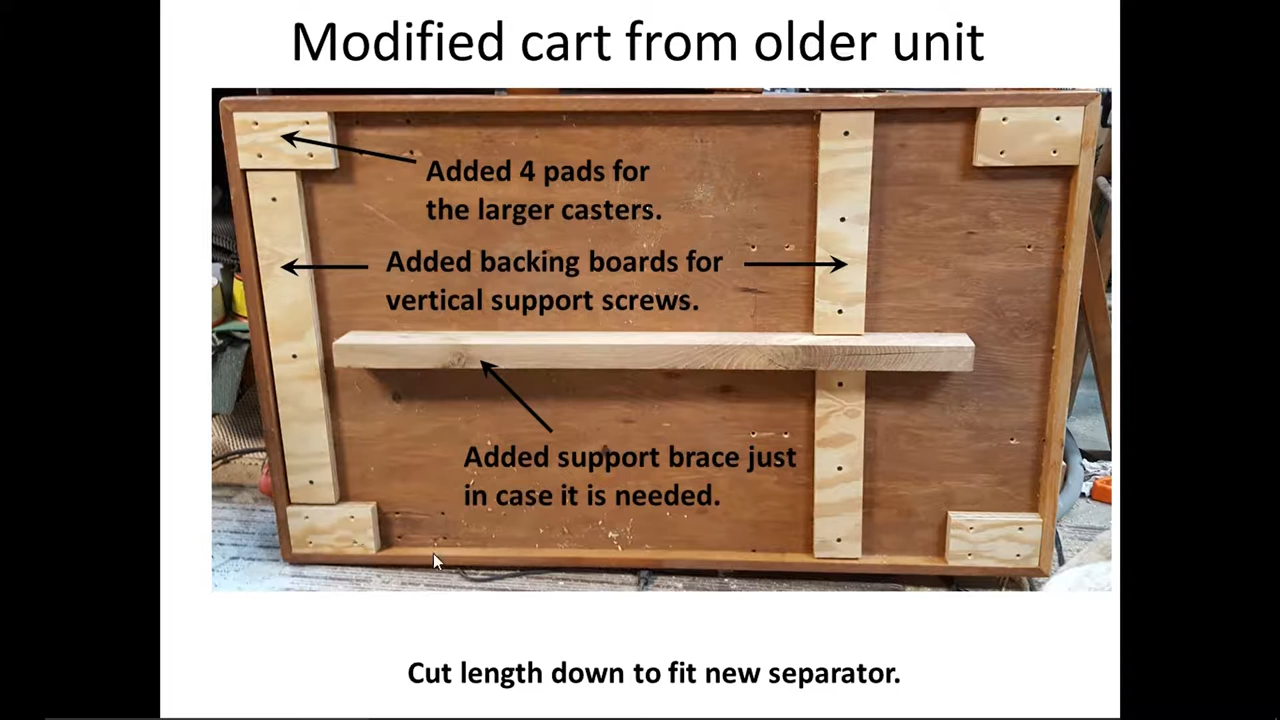 Modified cart from older unit
Added 4 pads for
the larger casters.
Added backing boards for
vertical support screws.
Added support brace just
in case it is needed.
Cut length down to fit new separator.